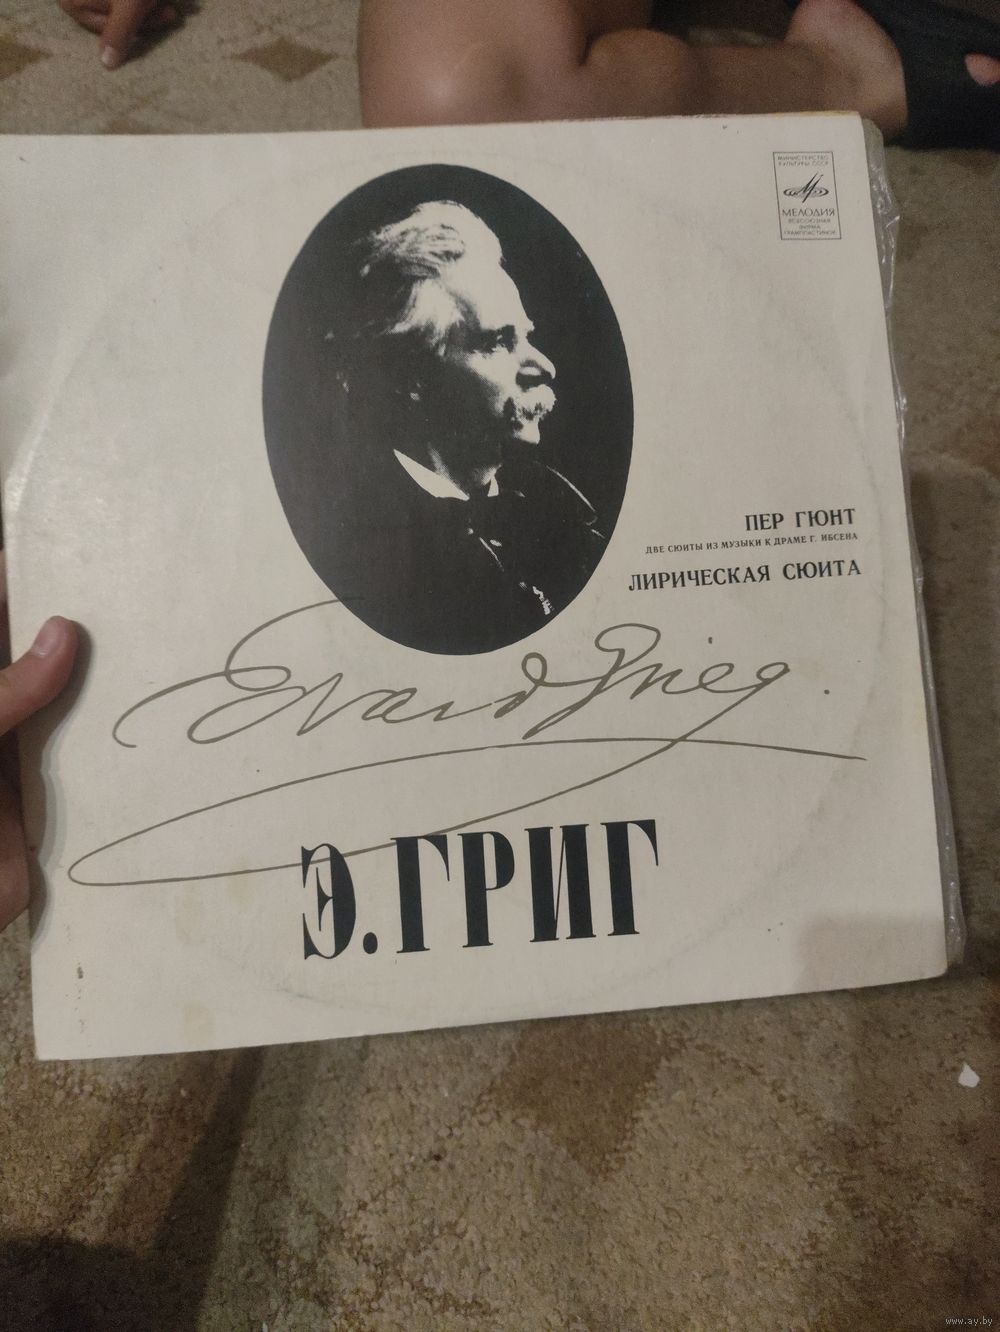 МИНИСТЕРСТВО
КУЛЬТУРЫ СССР
МЕЛОДИЯ
ВСЕСОЮЗНАЯ
ФИРМА
ГРАМПЛАСТИНОК
ПЕР ГЮНТ
ДВЕ СЮИТЫ ИЗ МУЗЫКИ К ДРАМЕ Г. ИБСЕНА
ЛИРИЧЕСКАЯ СЮИТА
Edvard Grieg.
Э.ГРИГ
www.ay.by